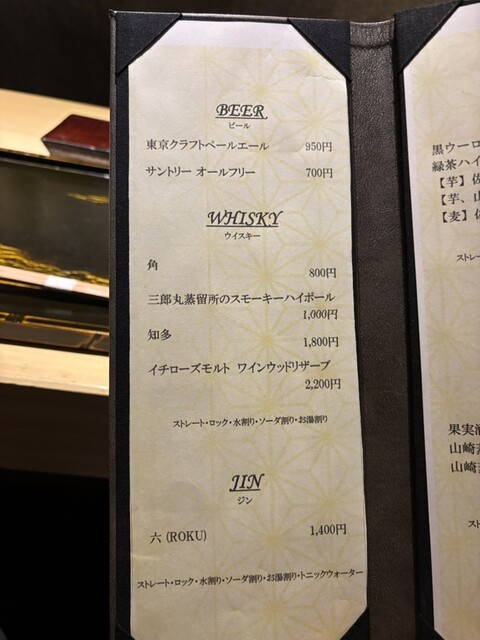 BEER
ビール
東京クラフトペールエール 950円
サントリー オールフリー 700円
WHISKY
ウイスキー
角
800円
三郎丸蒸留所のスモーキーハイボール
1,000円
知多
1,800円
イチローズモルト ワインウッドリザーブ
2,200円
ストレート・ロック・水割り・ソーダ割り・お湯割り
JIN
ジン
六 (ROKU) 1,400円
ストレート・ロック・水割り・ソーダ割り・お湯割り・トニックウォーター
黒ウーロ
緑茶ハイ
【芋】佐
【芋、山
【麦】
ストレ
果実酒
山崎蒸
山崎蒸
スト